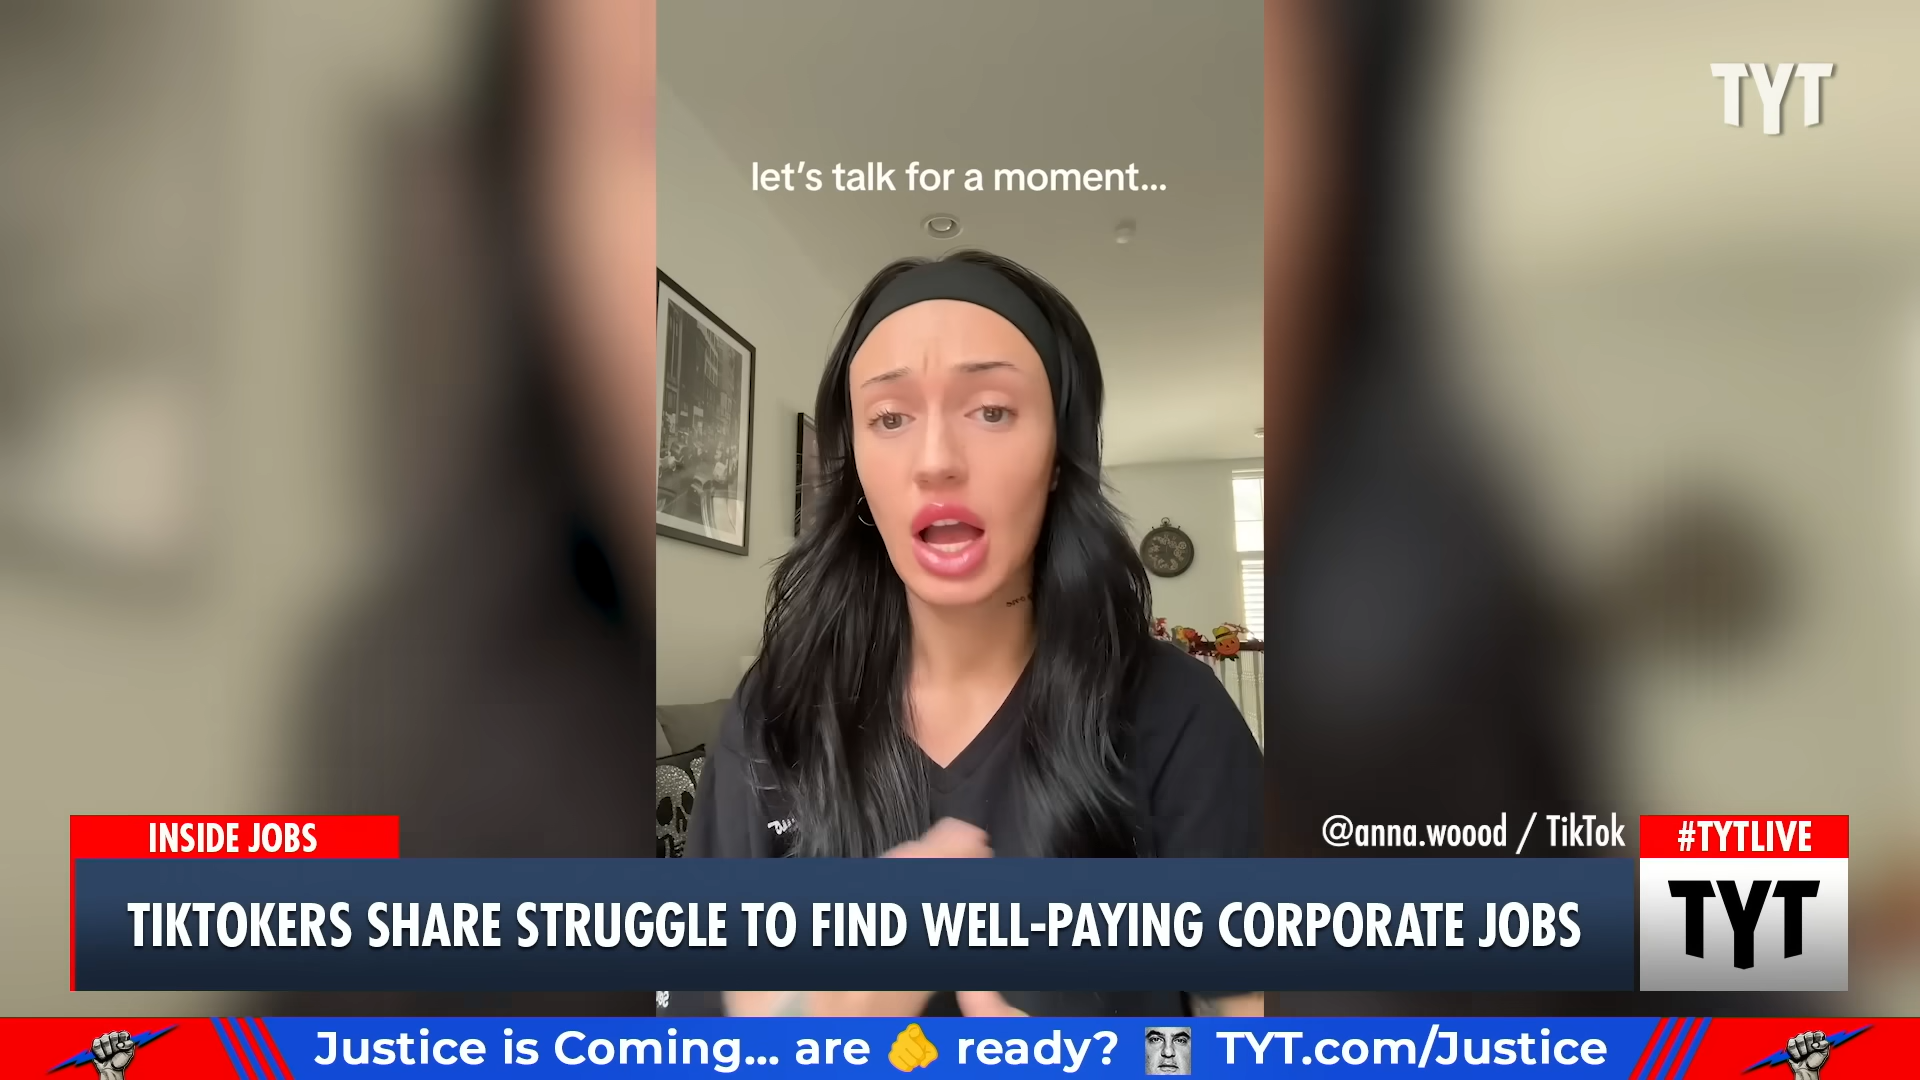 TYT
let's talk for a moment...
INSIDE JOBS
@anna.woood / TikTok
#TYTLIVE
TIKTOKERS SHARE STRUGGLE TO FIND WELL-PAYING CORPORATE JOBS
TYT
Justice is Coming... are 🫵 ready? TYT.com/Justice